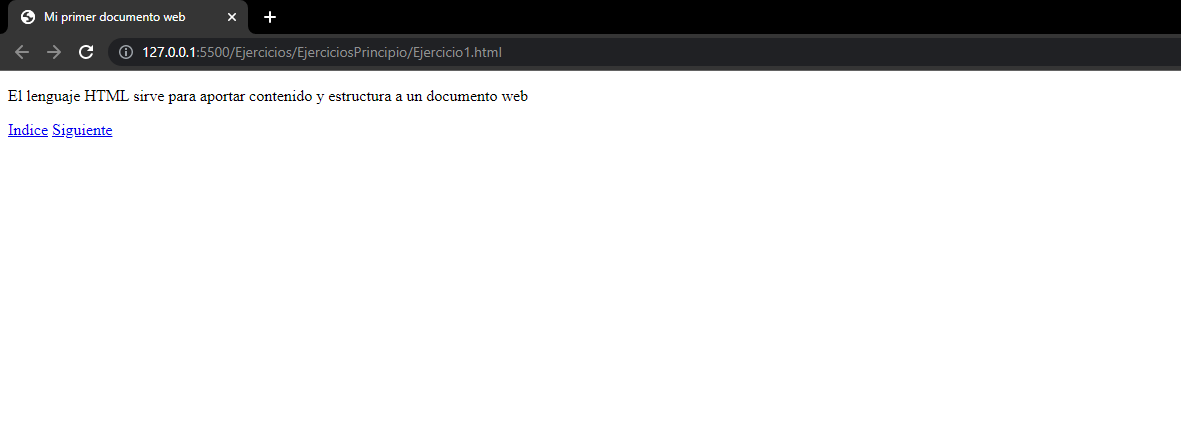 Mi primer documento web
127.0.0.1:5500/Ejercicios/EjerciciosPrincipio/Ejercicio1.html
El lenguaje HTML sirve para aportar contenido y estructura a un documento web
Indice Siguiente